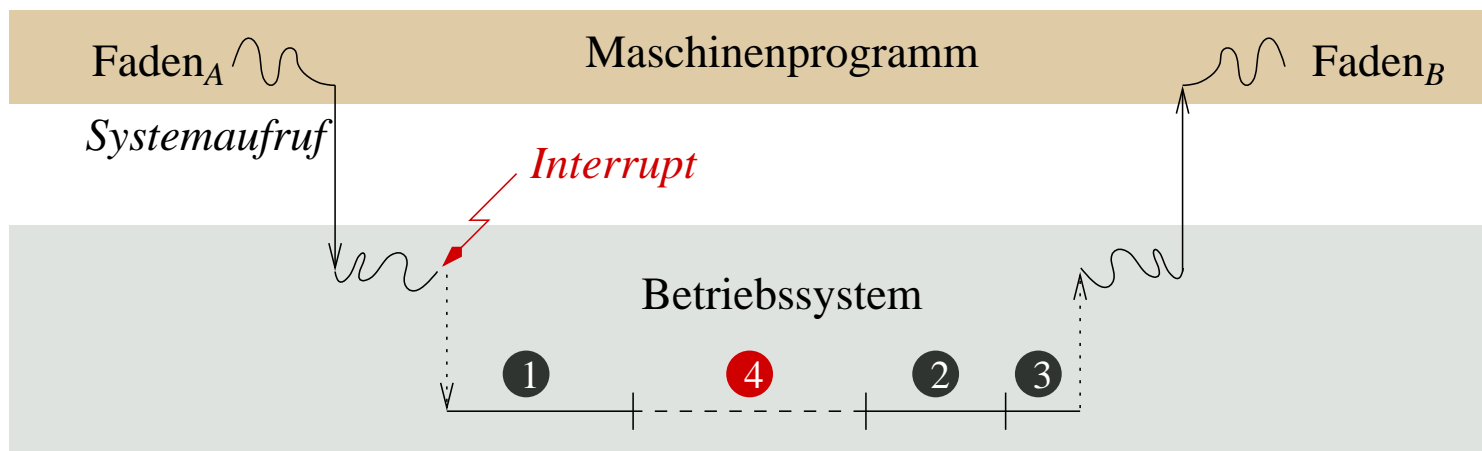 Faden_A Maschinenprogramm Faden_B
Systemaufruf
Interrupt
Betriebssystem
1 4 2 3